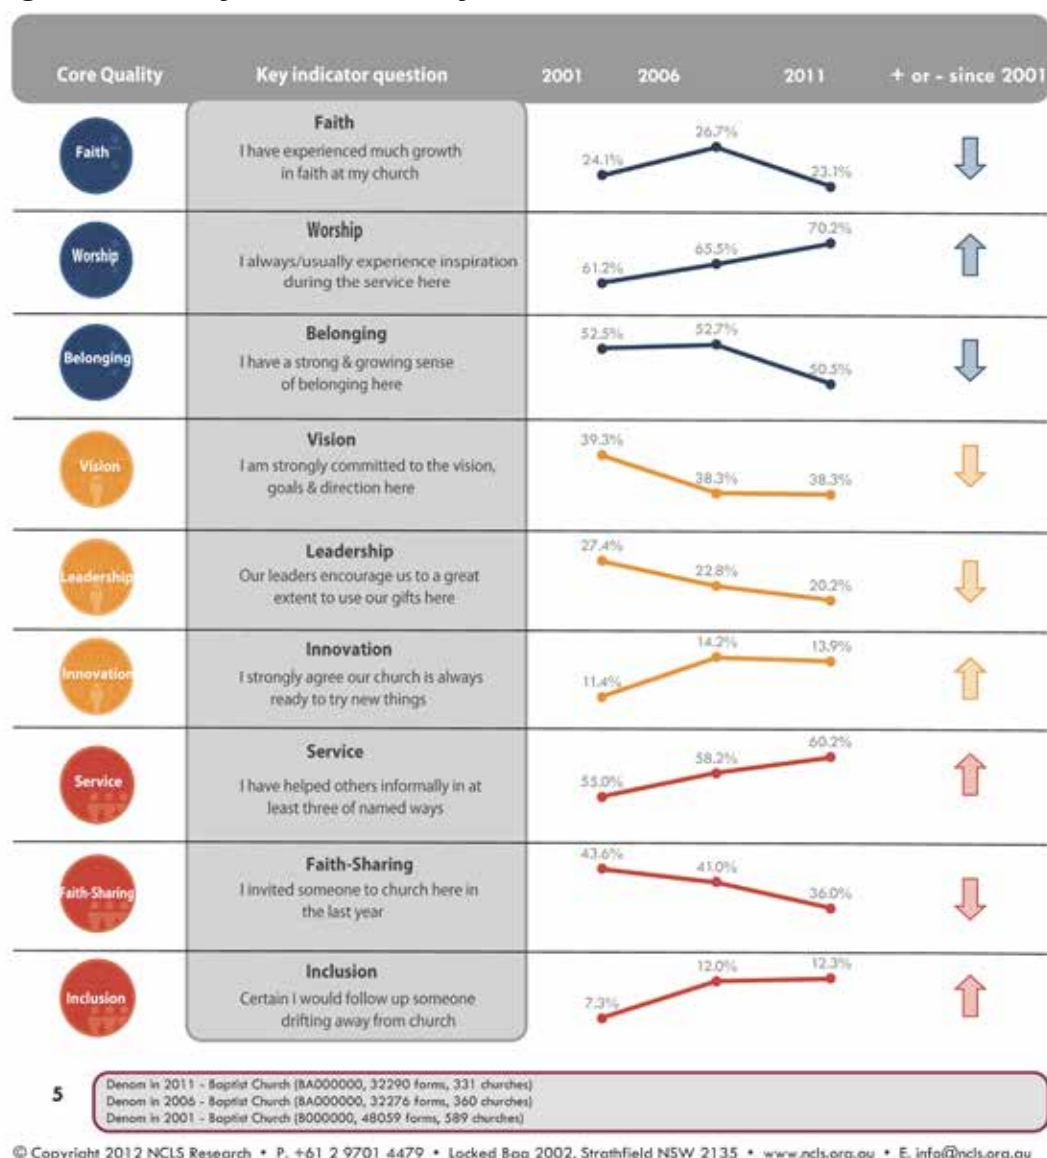 Core Quality Key indicator question 2001 2006 2011 + or - since 2001
Faith
Faith
I have experienced much growth
in faith at my church
24.1% 26.7% 23.1%
Worship
Worship
I always/usually experience inspiration
during the service here
61.2% 65.5% 70.2%
Belonging
Belonging
I have a strong & growing sense
of belonging here
52.5% 52.7% 50.5%
Vision
Vision
I am strongly committed to the vision,
goals & direction here
39.3% 38.3% 38.3%
Leadership
Leadership
Our leaders encourage us to a great
extent to use our gifts here
27.4% 22.8% 20.2%
Innovation
Innovation
I strongly agree our church is always
ready to try new things
11.4% 14.2% 13.9%
Service
Service
I have helped others informally in at
least three of named ways
55.0% 58.2% 60.2%
Faith-Sharing
Faith-Sharing
I invited someone to church here in
the last year
43.6% 41.0% 36.0%
Inclusion
Inclusion
Certain I would follow up someone
drifting away from church
7.3% 12.0% 12.3%
5
Denom in 2011 - Baptist Church (BA000000, 32290 forms, 331 churches)
Denom in 2006 - Baptist Church (BA000000, 32276 forms, 360 churches)
Denom in 2001 - Baptist Church (B000000, 48059 forms, 589 churches)
© Copyright 2012 NCLS Research • P. +61 2 9701 4479 • Locked Bag 2002, Strathfield NSW 2135 • www.ncls.org.au • E. info@ncls.org.au